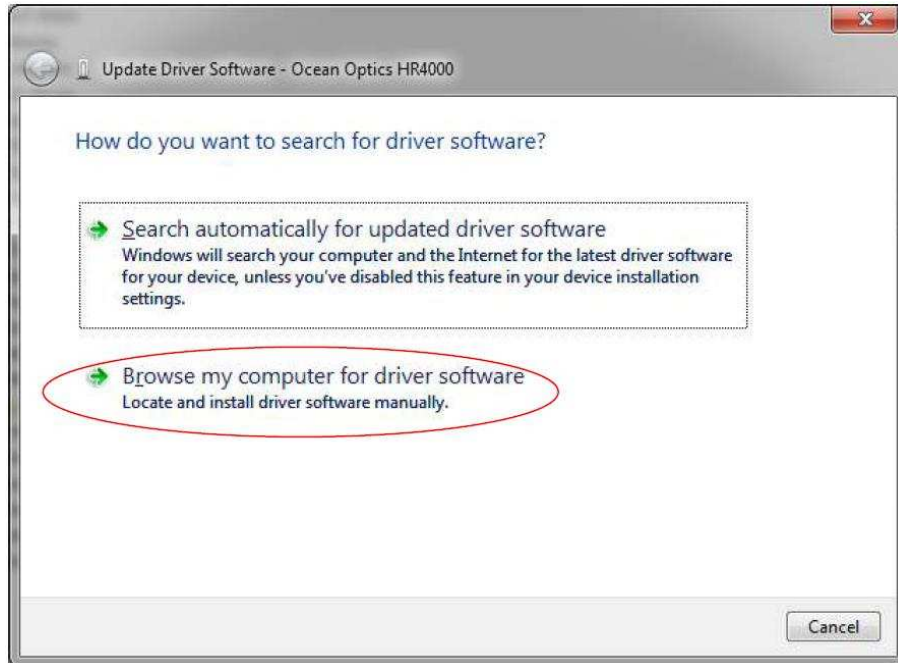 Update Driver Software - Ocean Optics HR4000
How do you want to search for driver software?
Search automatically for updated driver software
Windows will search your computer and the Internet for the latest driver software
for your device, unless you've disabled this feature in your device installation
settings.
Browse my computer for driver software
Locate and install driver software manually.
Cancel